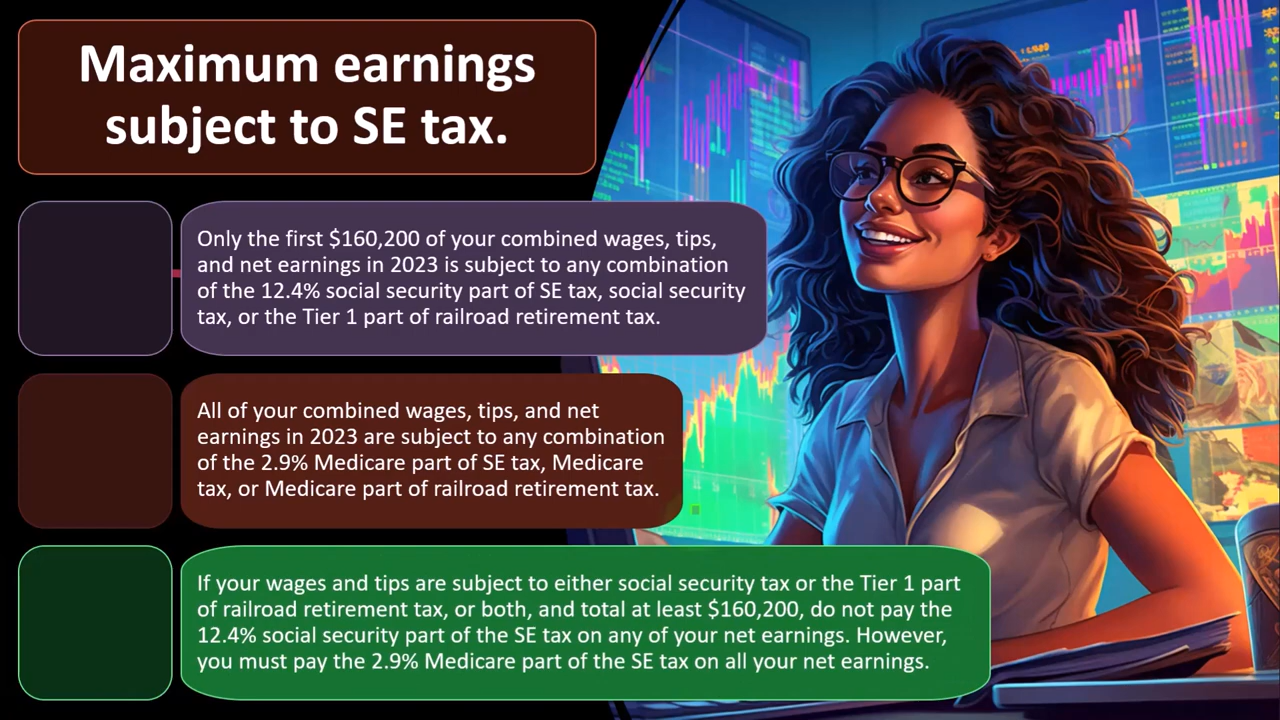 Maximum earnings
subject to SE tax.
Only the first $160,200 of your combined wages, tips,
and net earnings in 2023 is subject to any combination
of the 12.4% social security part of SE tax, social security
tax, or the Tier 1 part of railroad retirement tax.
All of your combined wages, tips, and net
earnings in 2023 are subject to any combination
of the 2.9% Medicare part of SE tax, Medicare
tax, or Medicare part of railroad retirement tax.
If your wages and tips are subject to either social security tax or the Tier 1 part
of railroad retirement tax, or both, and total at least $160,200, do not pay the
12.4% social security part of the SE tax on any of your net earnings. However,
you must pay the 2.9% Medicare part of the SE tax on all your net earnings.